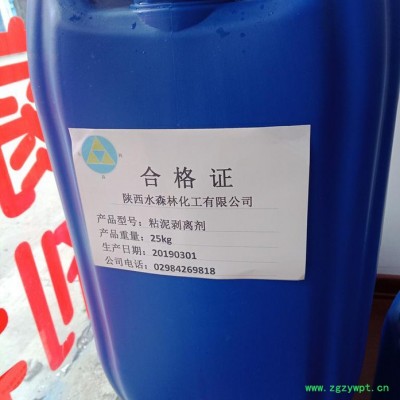 合格证
陕西水森林化工有限公司
产品型号：粘泥剥离剂
产品重量：25kg
生产日期：20190301
公司电话：02984269818
www.zgzywpt.cn